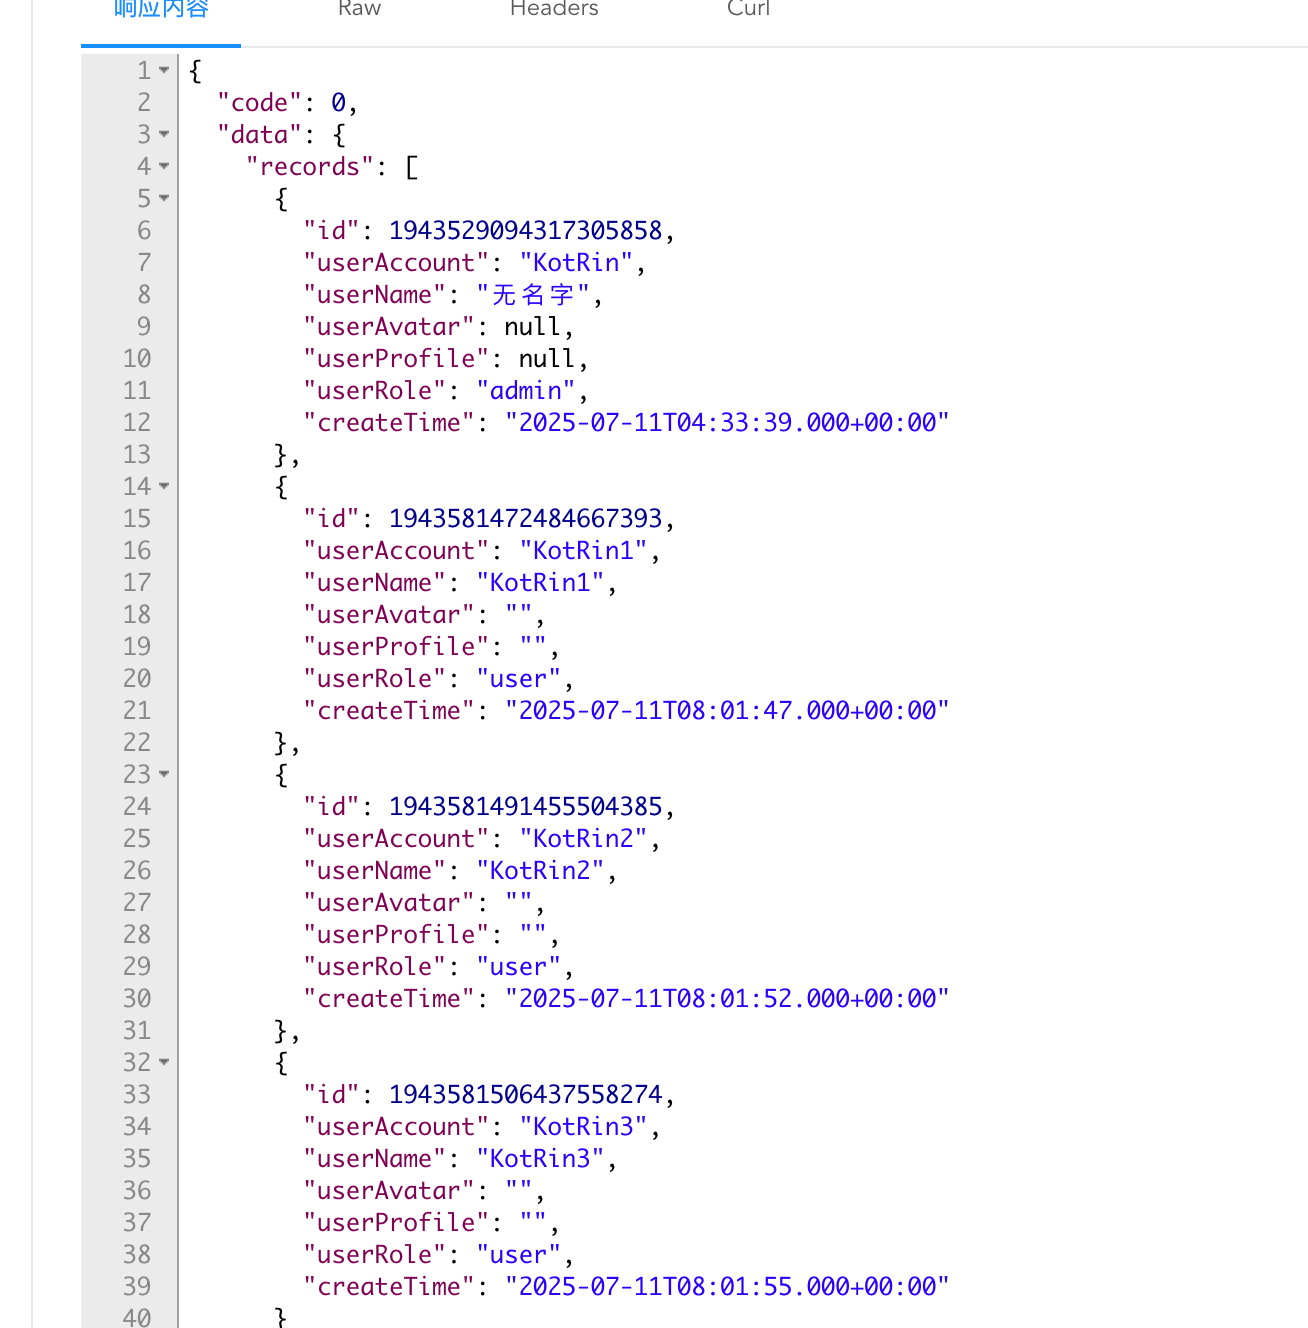 响应内容 Raw Headers Curl
1 {
2 "code": 0,
3 "data": {
4 "records": [
5 {
6 "id": 1943529094317305858,
7 "userAccount": "KotRin",
8 "userName": "无名字",
9 "userAvatar": null,
10 "userProfile": null,
11 "userRole": "admin",
12 "createTime": "2025-07-11T04:33:39.000+00:00"
13 },
14 {
15 "id": 1943581472484667393,
16 "userAccount": "KotRin1",
17 "userName": "KotRin1",
18 "userAvatar": "",
19 "userProfile": "",
20 "userRole": "user",
21 "createTime": "2025-07-11T08:01:47.000+00:00"
22 },
23 {
24 "id": 1943581491455504385,
25 "userAccount": "KotRin2",
26 "userName": "KotRin2",
27 "userAvatar": "",
28 "userProfile": "",
29 "userRole": "user",
30 "createTime": "2025-07-11T08:01:52.000+00:00"
31 },
32 {
33 "id": 1943581506437558274,
34 "userAccount": "KotRin3",
35 "userName": "KotRin3",
36 "userAvatar": "",
37 "userProfile": "",
38 "userRole": "user",
39 "createTime": "2025-07-11T08:01:55.000+00:00"
40 }